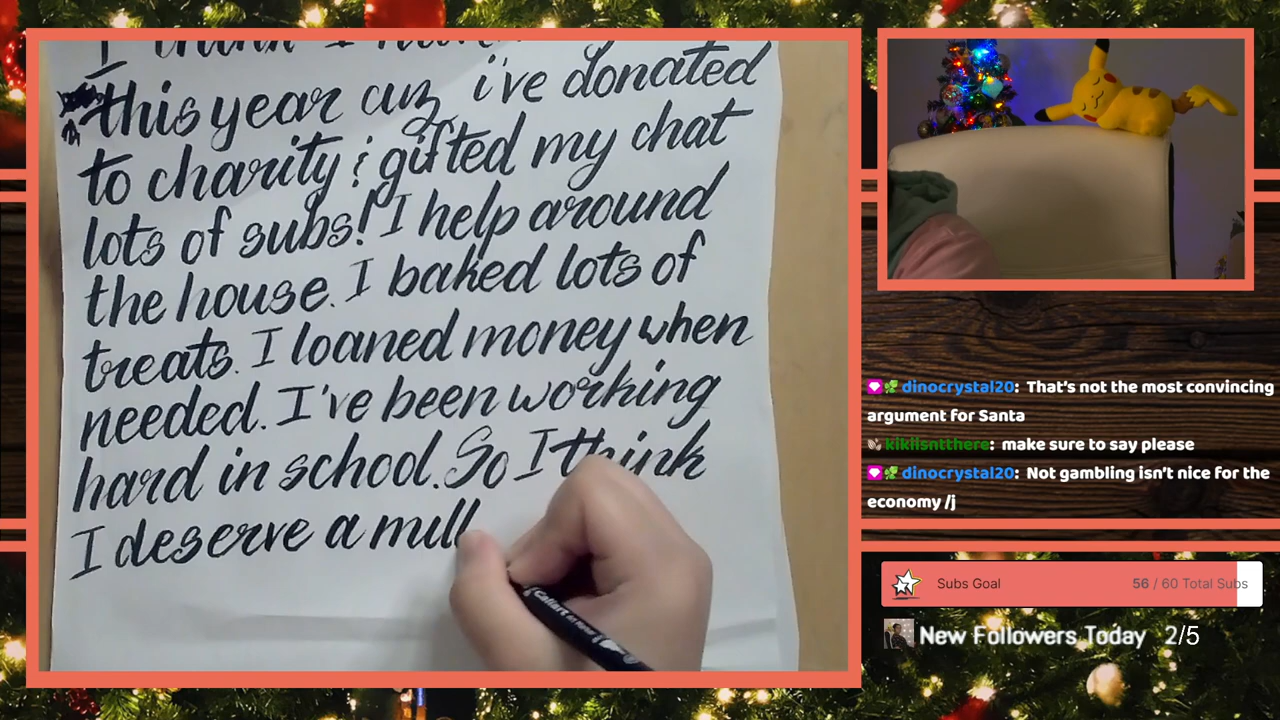 I think I
this year cuz i've donated
to charity & gifted my chat
lots of subs! I help around
the house. I baked lots of
treats. I loaned money when
needed. I've been working
hard in school. So I think
I deserve a mill
dinocrystal20: That's not the most convincing
argument for Santa
kikiisntthere: make sure to say please
dinocrystal20: Not gambling isn't nice for the
economy /j
Subs Goal 56 / 60 Total Subs
New Followers Today 2/5